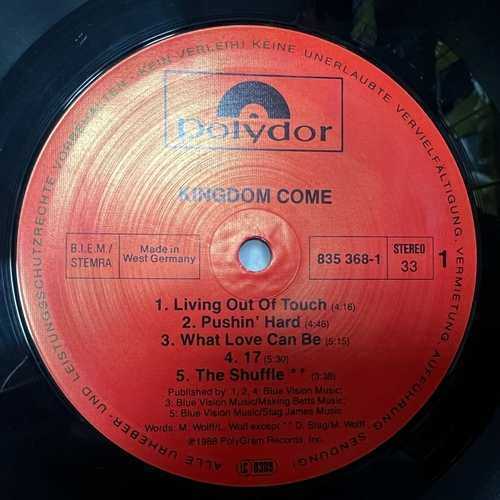 ALLE URHEBER- UND LEISTUNGSSCHUTZRECHTE VORBEHALTEN · KEIN VERLEIH! KEINE UNERLAUBTE VERVIELFÄLTIGUNG, VERMIETUNG, AUFFÜHRUNG, SENDUNG!
Polydor
KINGDOM COME
B.I.E.M./
STEMRA
Made in
West Germany
835 368-1
STEREO
33
1
1. Living Out Of Touch (4:16)
2. Pushin' Hard (4:46)
3. What Love Can Be (5:15)
4. 17 (5:30)
5. The Shuffle ** (3:38)
Published by: 1, 2, 4: Blue Vision Music;
3: Blue Vision Music/Maxing Betts Music;
5: Blue Vision Music/Stag James Music
Words: M. Wolff/L. Wolf except ** D. Stag/M. Wolff
℗ 1988 PolyGram Records, Inc.
LC 0309